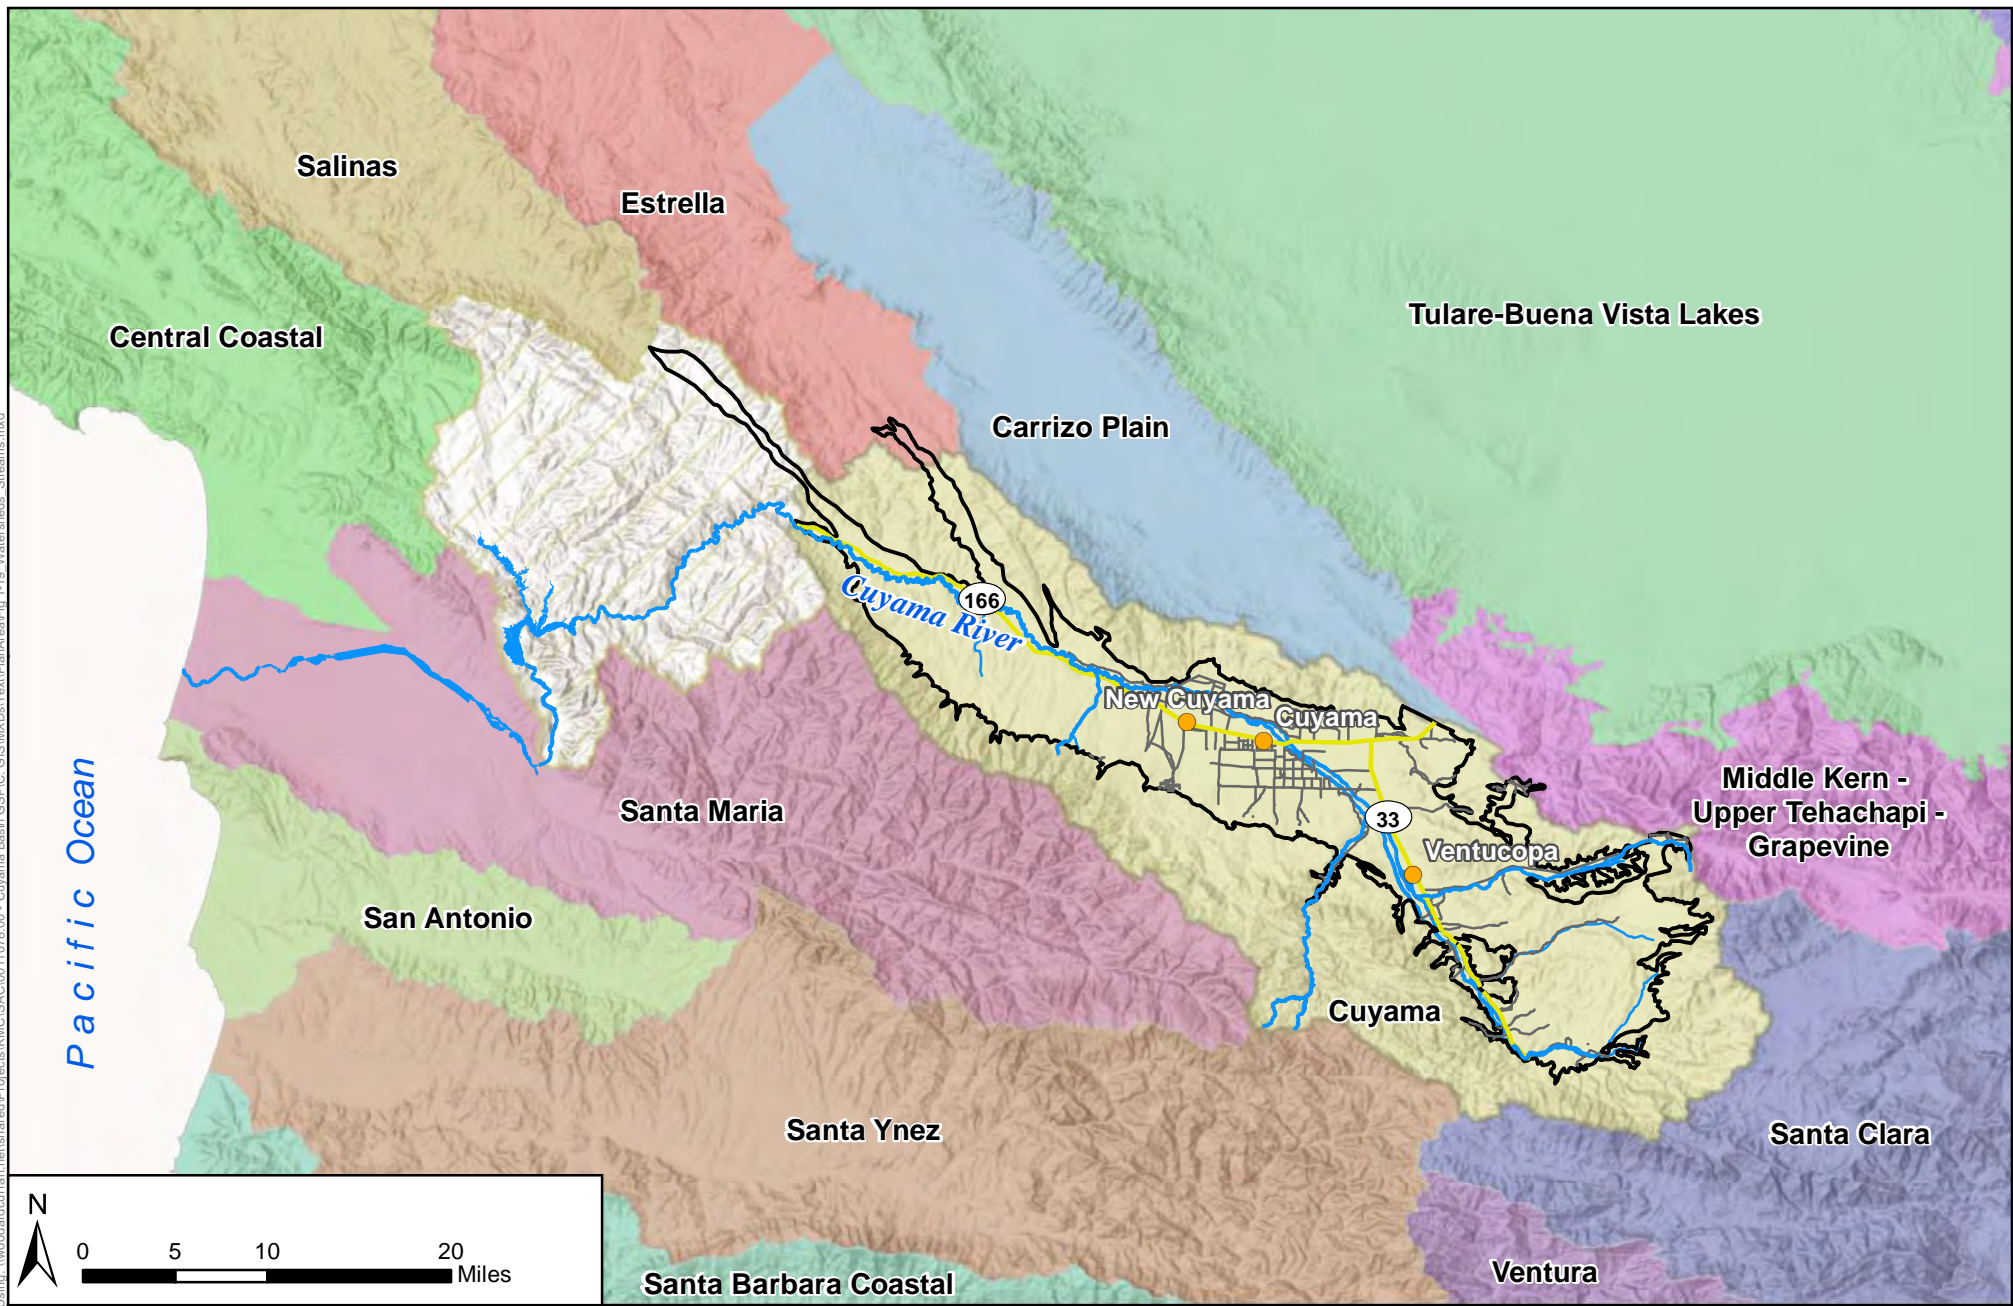 Salinas
Estrella
Central Coastal
Tulare-Buena Vista Lakes
Carrizo Plain
166
Cuyama River
New Cuyama
Cuyama
33
Ventucopa
Middle Kern -
Upper Tehachapi -
Grapevine
Santa Maria
Pacific Ocean
San Antonio
Cuyama
Santa Ynez
Santa Clara
Ventura
Santa Barbara Coastal
N
0 5 10 20
Miles